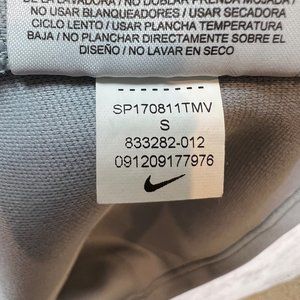 DE LA LAVADORA / NO DOBLAR PRENDA MOJADA /
NO USAR BLANQUEADORES / USAR SECADORA
CICLO LENTO / USAR PLANCHA TEMPERATURA
BAJA / NO PLANCHAR DIRECTAMENTE SOBRE EL
DISEÑO / NO LAVAR EN SECO
SP170811TMV
S
833282-012
091209177976